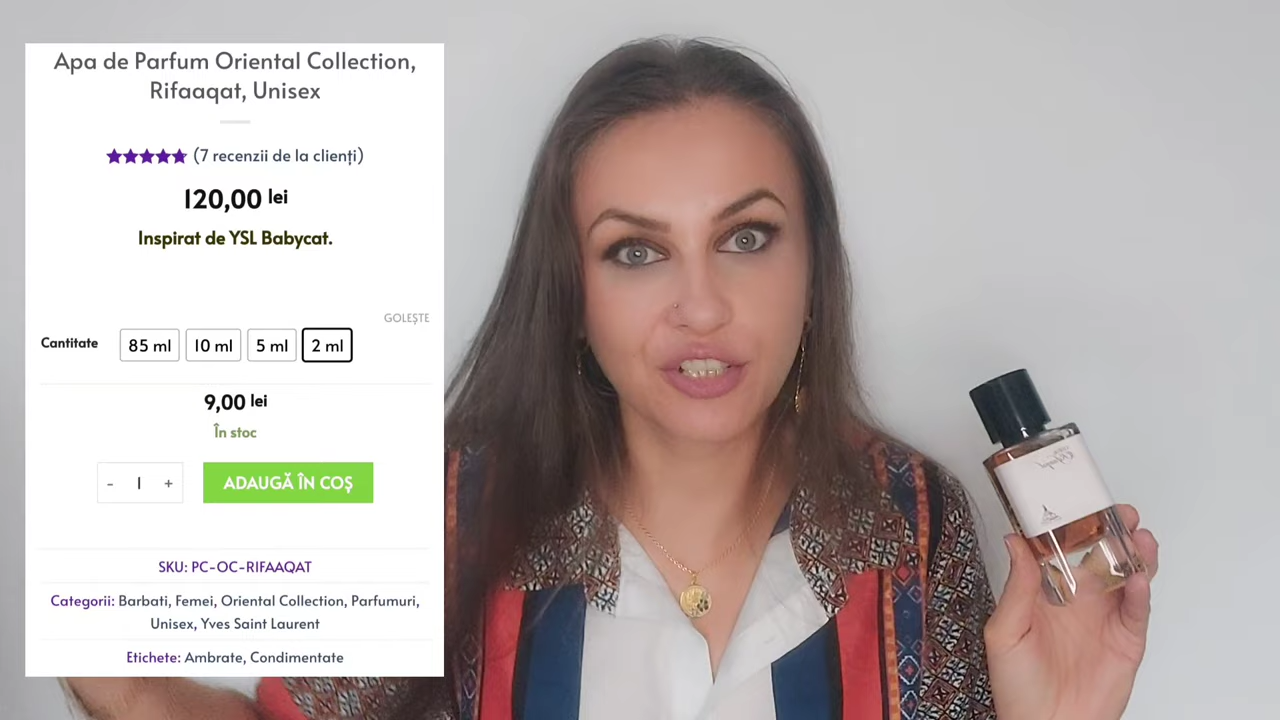 Apa de Parfum Oriental Collection,
Rifaaqat, Unisex
(7 recenzii de la clienți)
120,00 lei
Inspirat de YSL Babycat.
GOLEȘTE
Cantitate 85 ml 10 ml 5 ml 2 ml
9,00 lei
În stoc
- 1 + ADAUGĂ ÎN COȘ
SKU: PC-OC-RIFAAQAT
Categorii: Barbati, Femei, Oriental Collection, Parfumuri,
Unisex, Yves Saint Laurent
Etichete: Ambrate, Condimentate